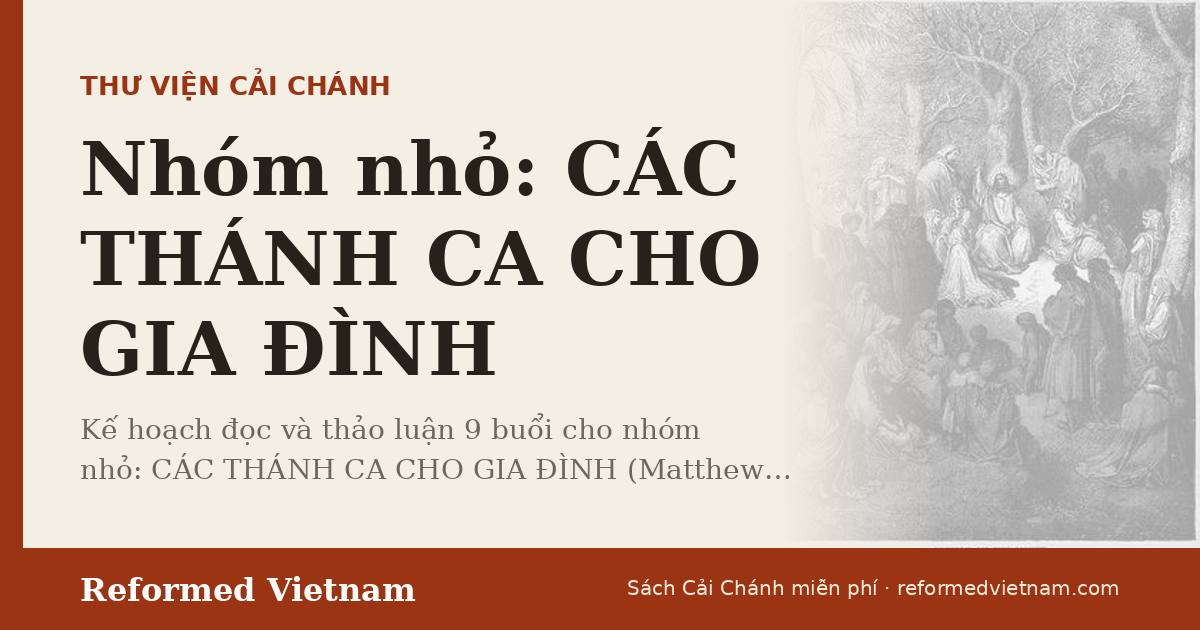 THƯ VIỆN CẢI CHÁNH
Nhóm nhỏ: CÁC
THÁNH CA CHO
GIA ĐÌNH
Kế hoạch đọc và thảo luận 9 buổi cho nhóm
nhỏ: CÁC THÁNH CA CHO GIA ĐÌNH (Matthew…
Reformed Vietnam
Sách Cải Chánh miễn phí · reformedvietnam.com